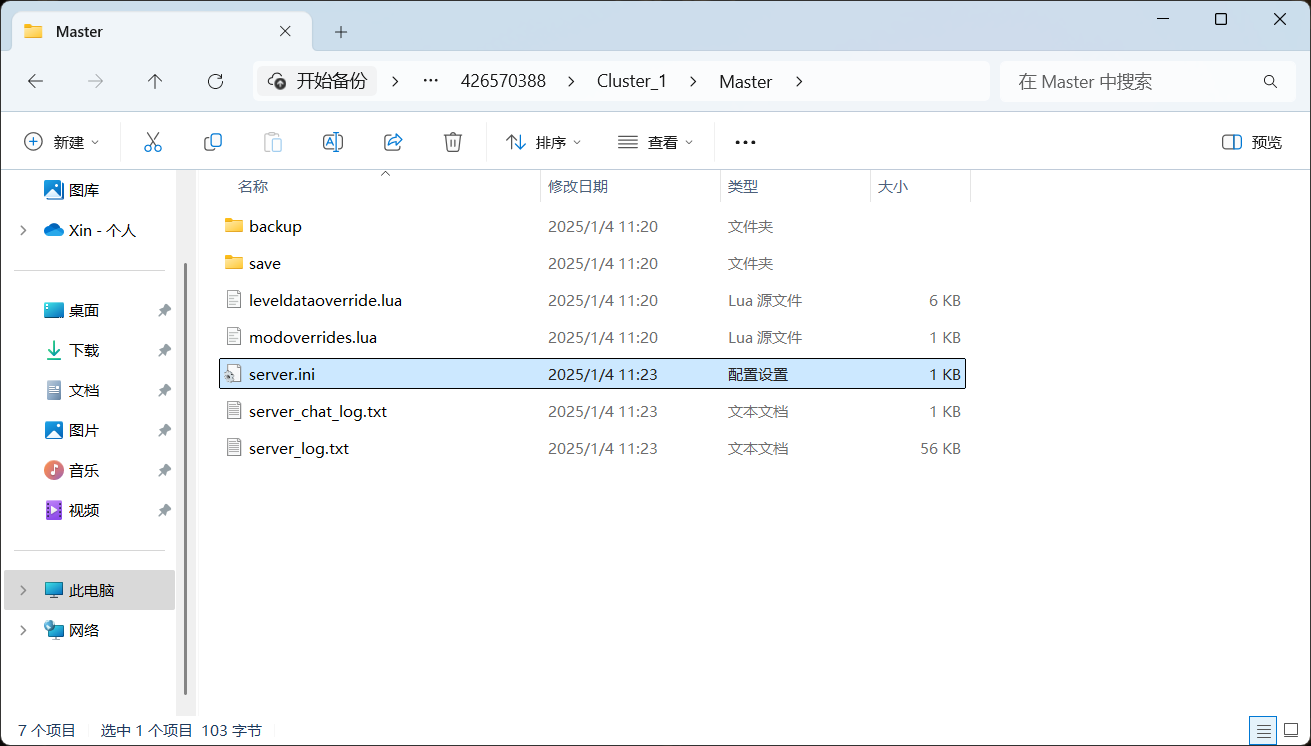 Master
开始备份 426570388 Cluster_1 Master
在 Master 中搜索
新建 排序 查看 预览
名称 修改日期 类型 大小
图库
Xin - 个人
桌面
下载
文档
图片
音乐
视频
此电脑
网络
backup 2025/1/4 11:20 文件夹
save 2025/1/4 11:20 文件夹
leveldataoverride.lua 2025/1/4 11:20 Lua 源文件 6 KB
modoverrides.lua 2025/1/4 11:20 Lua 源文件 1 KB
server.ini 2025/1/4 11:23 配置设置 1 KB
server_chat_log.txt 2025/1/4 11:23 文本文档 1 KB
server_log.txt 2025/1/4 11:23 文本文档 56 KB
7 个项目 选中 1 个项目 103 字节